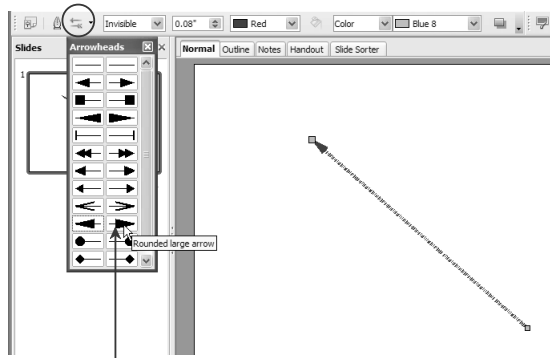 Invisible 0.08" Red Color Blue 8
Slides Arrowheads Normal Outline Notes Handout Slide Sorter
1
Rounded large arrow